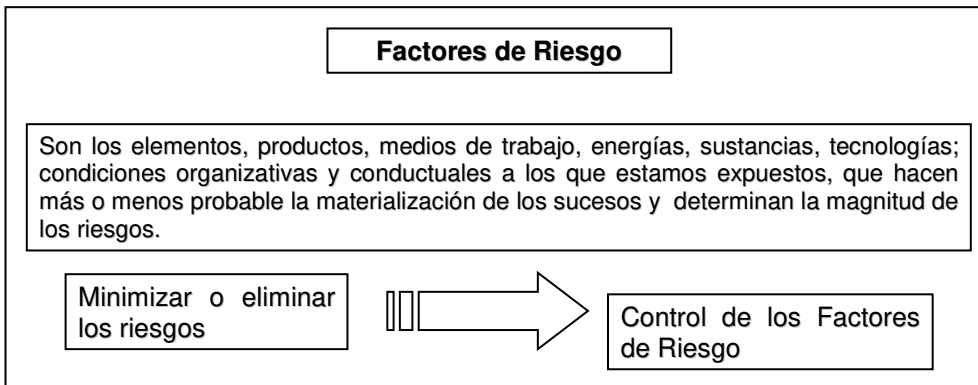 Factores de Riesgo
Son los elementos, productos, medios de trabajo, energías, sustancias, tecnologías;
condiciones organizativas y conductuales a los que estamos expuestos, que hacen
más o menos probable la materialización de los sucesos y determinan la magnitud de
los riesgos.
Minimizar o eliminar
los riesgos
Control de los Factores
de Riesgo